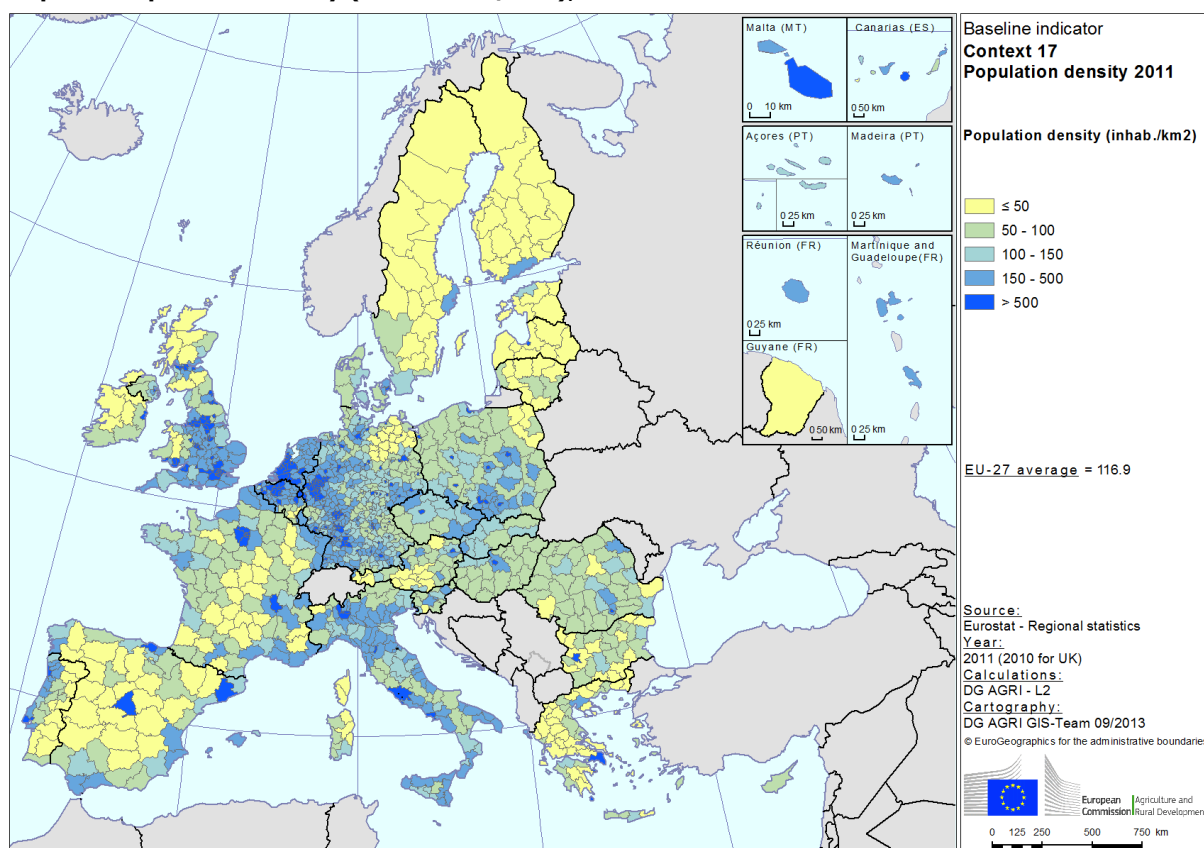 Malta (MT)
0 10 km
Canarias (ES)
0 50 km
Açores (PT)
0 25 km
Madeira (PT)
0 25 km
Réunion (FR)
0 25 km
Martinique and
Guadeloupe(FR)
0 25 km
Guyane (FR)
0 50 km
Baseline indicator
Context 17
Population density 2011
Population density (inhab./km2)
≤ 50
50 - 100
100 - 150
150 - 500
> 500
EU-27 average = 116.9
Source:
Eurostat - Regional statistics
Year:
2011 (2010 for UK)
Calculations:
DG AGRI - L2
Cartography:
DG AGRI GIS-Team 09/2013
© EuroGeographics for the administrative boundaries
European
Commission
Agriculture and
Rural Development
0 125 250 500 750 km